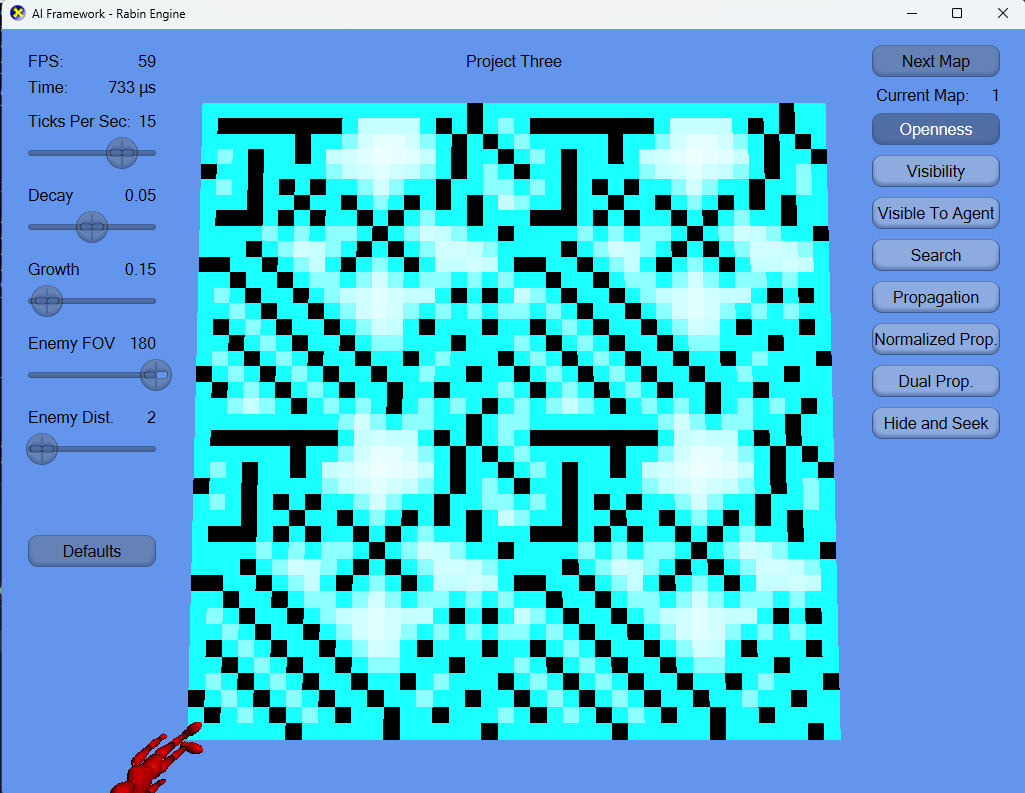 AI Framework - Rabin Engine
FPS: 59
Time: 733 µs
Ticks Per Sec: 15
Decay 0.05
Growth 0.15
Enemy FOV 180
Enemy Dist. 2
Defaults
Project Three
Next Map
Current Map: 1
Openness
Visibility
Visible To Agent
Search
Propagation
Normalized Prop.
Dual Prop.
Hide and Seek